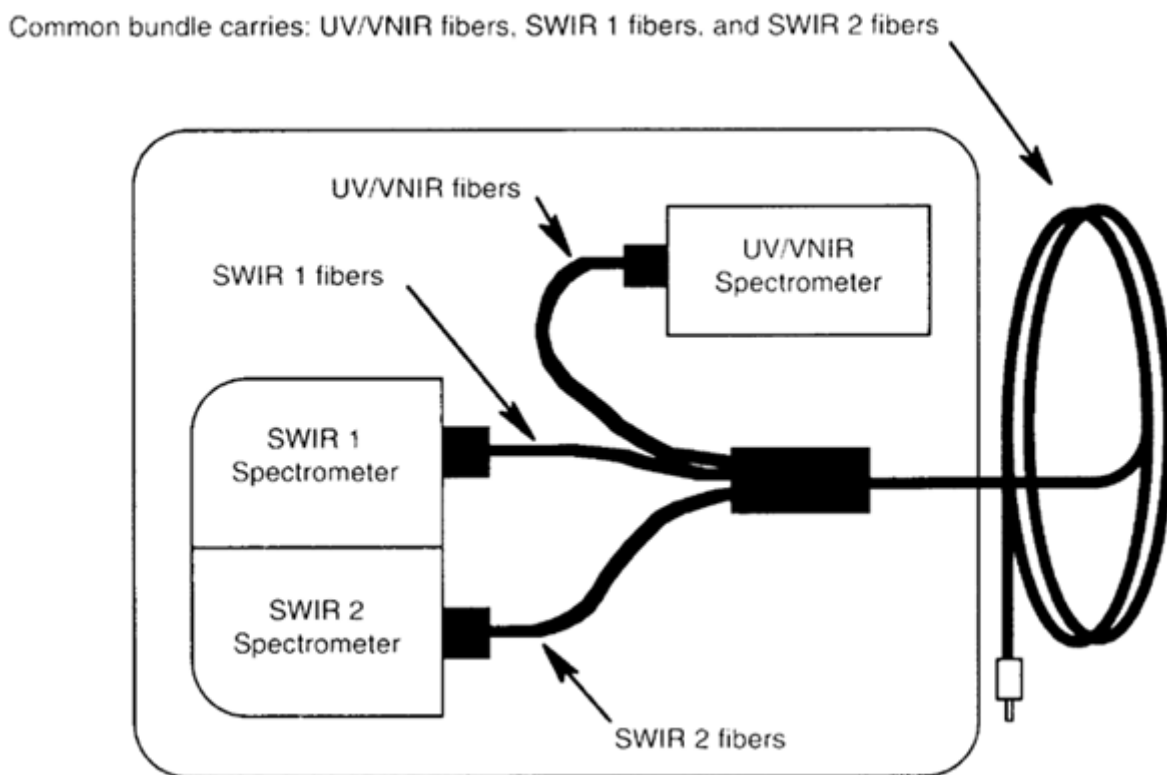 Common bundle carries: UV/VNIR fibers, SWIR 1 fibers, and SWIR 2 fibers
UV/VNIR fibers
UV/VNIR
Spectrometer
SWIR 1 fibers
SWIR 1
Spectrometer
SWIR 2
Spectrometer
SWIR 2 fibers